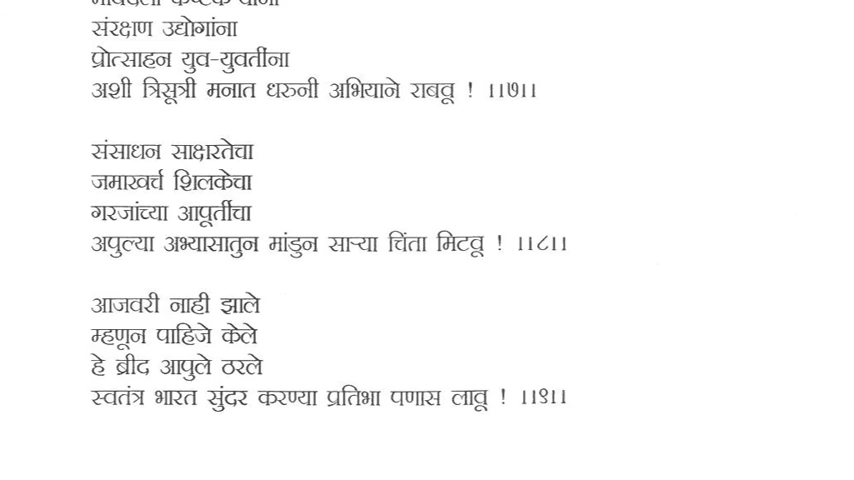 संरक्षण उद्योगांना
प्रोत्साहन युव-युवतींना
अशी त्रिसूत्री मनात धरुनी अभियाने राबवू ! ।।७।।
संसाधन साक्षरतेचा
जमाखर्च शिलकेचा
गरजांच्या आपूर्तीचा
अपुल्या अभ्यासातुन मांडुन साऱ्या चिंता मिटवू ! ।।८।।
आजवरी नाही झाले
म्हणून पाहिजे केले
हे ब्रीद आपुले ठरले
स्वतंत्र भारत सुंदर करण्या प्रतिभा पणास लावू ! ।।९।।